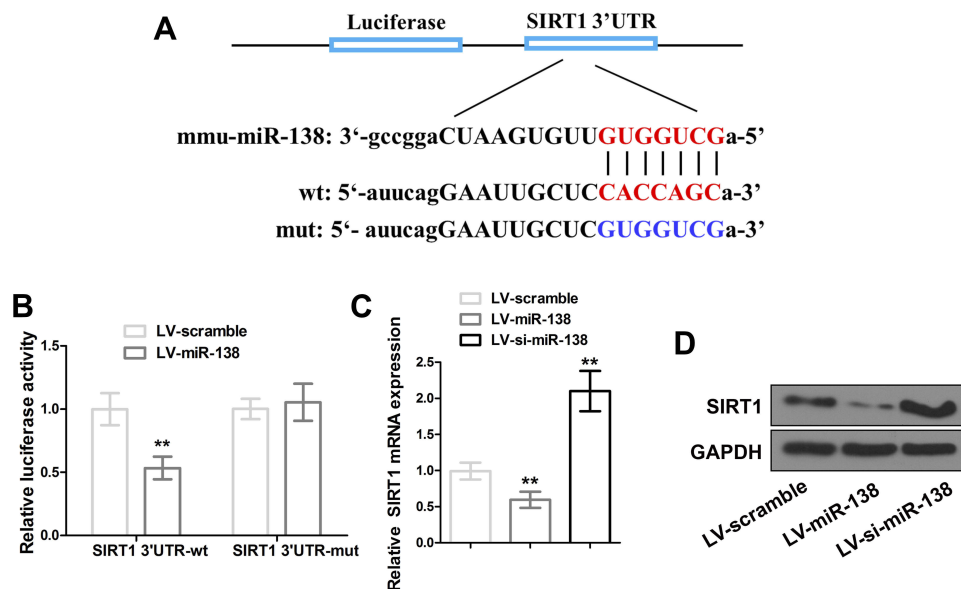 A
Luciferase
SIRT1 3’UTR
mmu-miR-138: 3‘-gccggaCUAAGUGUUGUGGUCGa-5’
wt: 5‘-auucagGAAUUGCUCCACCAGCa-3’
mut: 5‘- auucagGAAUUGCUCGUGGUCGa-3’
B
LV-scramble
LV-miR-138
Relative luciferase activity
1.5
1.0
0.5
0.0
**
SIRT1 3'UTR-wt
SIRT1 3'UTR-mut
C
LV-scramble
LV-miR-138
LV-si-miR-138
Relative SIRT1 mRNA expression
2.5
2.0
1.5
1.0
0.5
0.0
**
**
D
SIRT1
GAPDH
LV-scramble
LV-miR-138
LV-si-miR-138